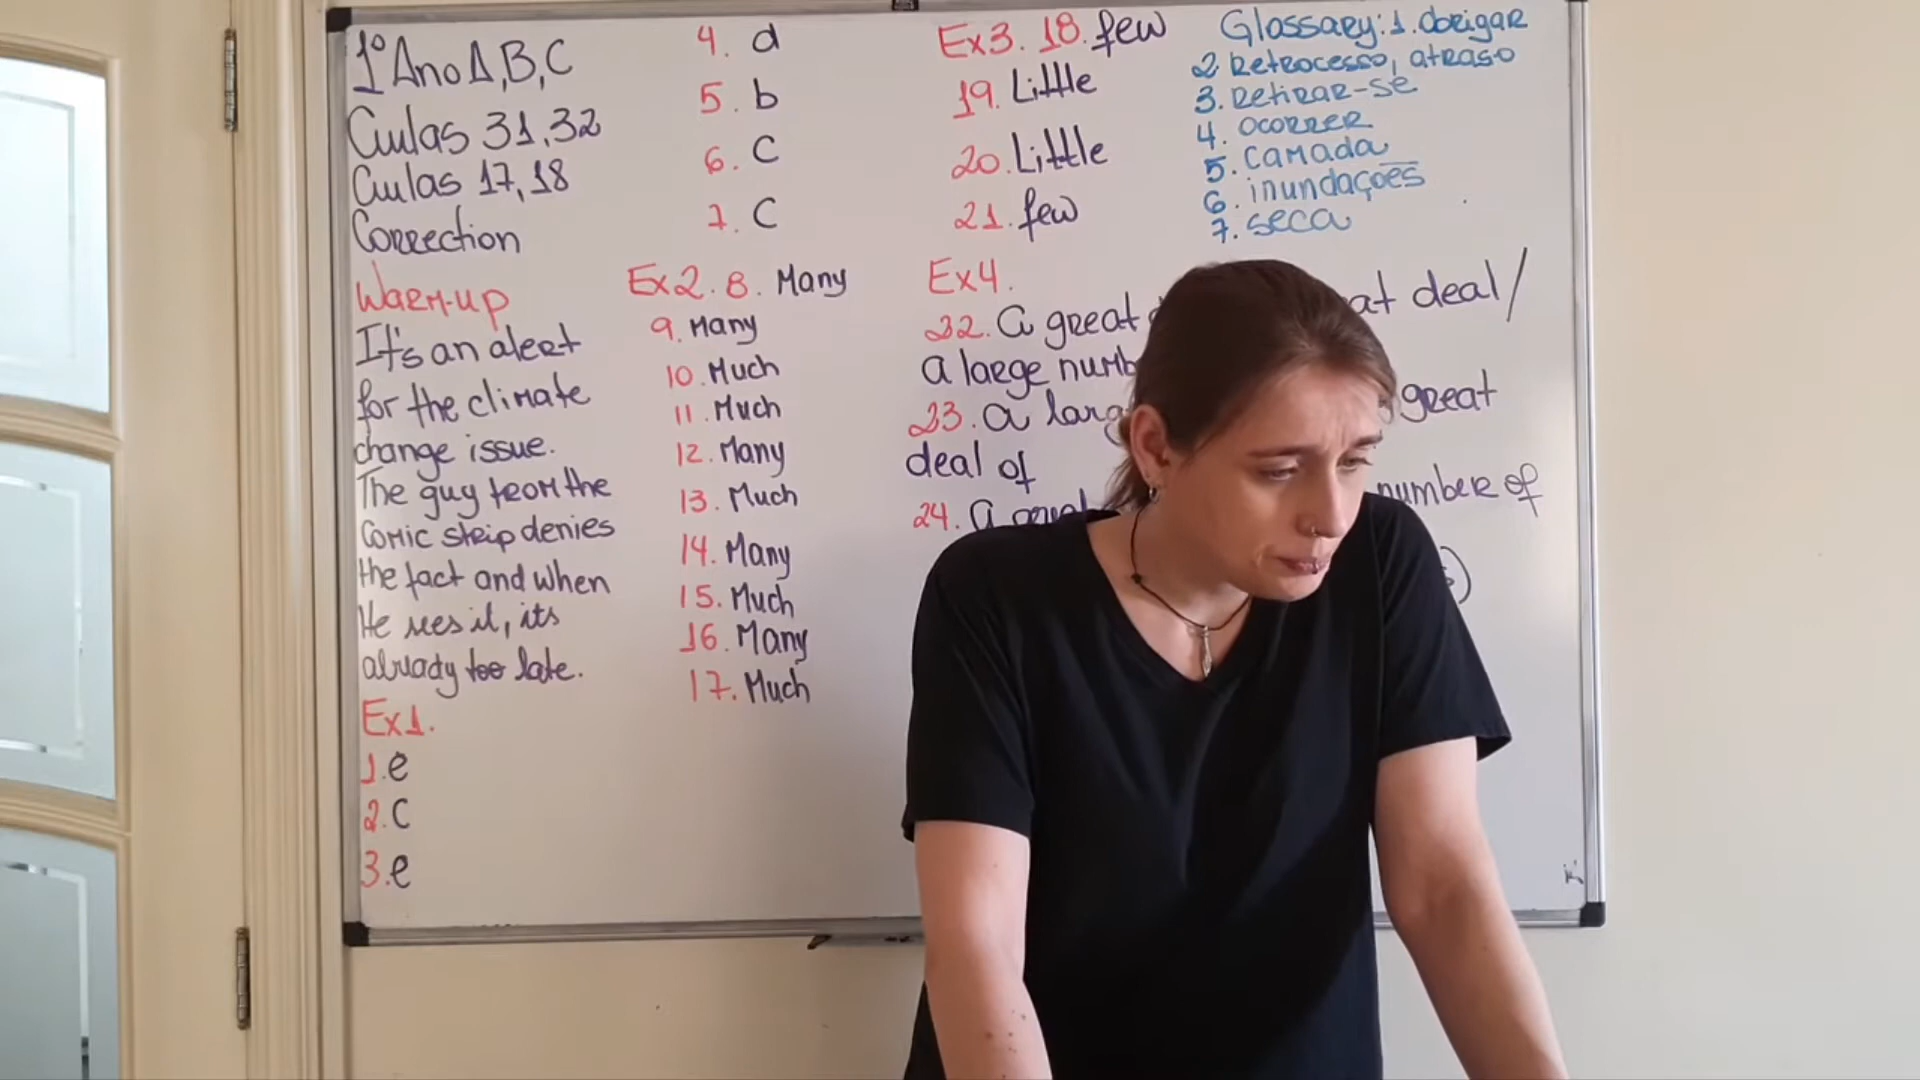 1º Ano A, B, C
Aulas 31, 32
Aulas 17, 18
Correction
Warm-up
It's an alert
for the climate
change issue.
The guy from the
comic strip denies
the fact and when
He sees it, its
already too late.
Ex1.
1. e
2. C
3. e
4. d
5. b
6. C
7. C
Ex2. 8. Many
9. Many
10. Much
11. Much
12. Many
13. Much
14. Many
15. Much
16. Many
17. Much
Ex3. 18. few
19. Little
20. Little
21. few
Ex4.
22. A great deal/
a large
23. a great
deal of
24. A number of
Glossary: 1. obrigar
2. Retrocesso, atraso
3. Retirar-se
4. ocorrer
5. camada
6. inundações
7. seca